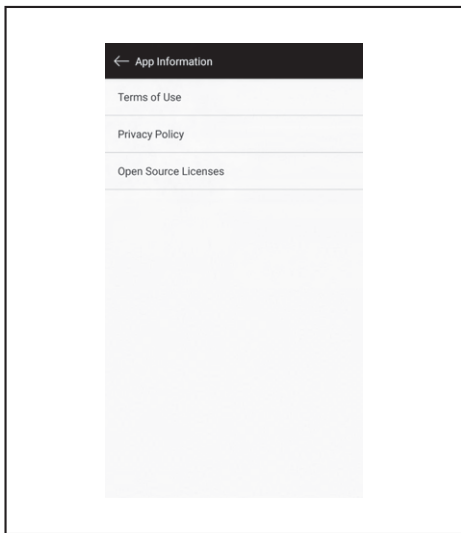 App Information
Terms of Use
Privacy Policy
Open Source Licenses